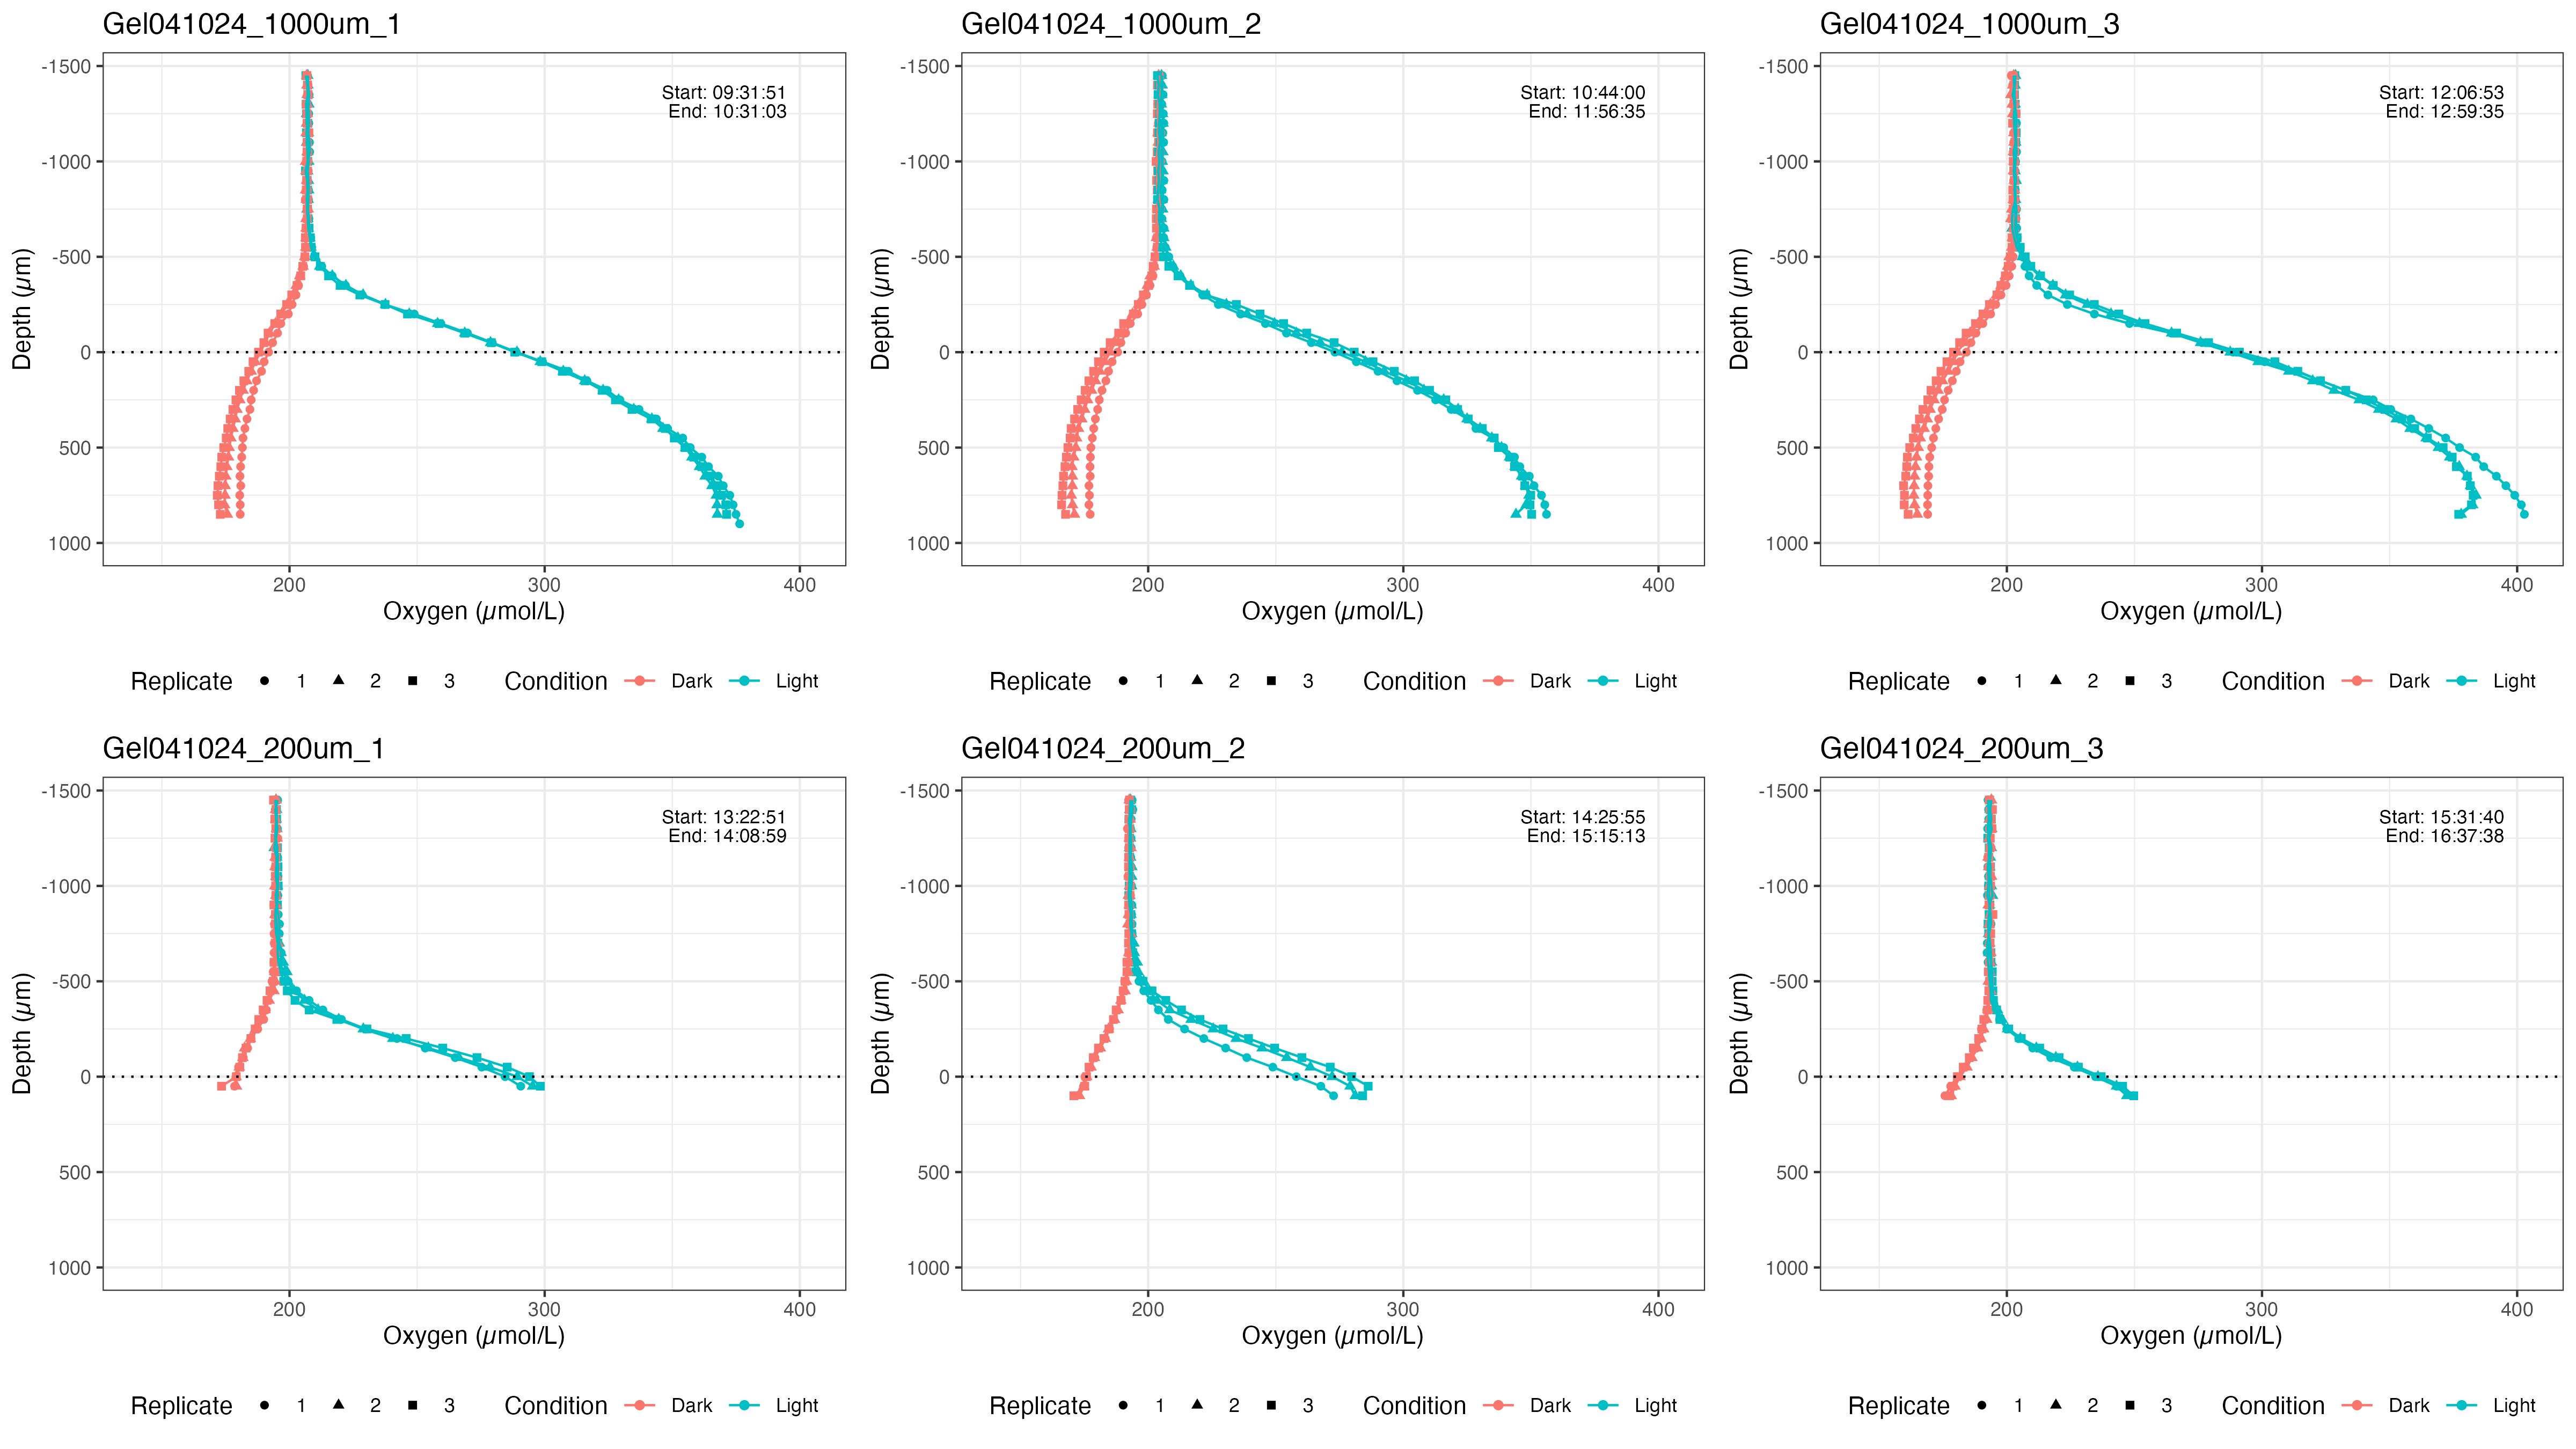 Gel041024_1000um_1
Start: 09:31:51
End: 10:31:03
-1500
-1000
-500
0
500
1000
Depth (µm)
200 300 400
Oxygen (µmol/L)
Replicate 1 2 3 Condition Dark Light
Gel041024_1000um_2
Start: 10:44:00
End: 11:56:35
-1500
-1000
-500
0
500
1000
Depth (µm)
200 300 400
Oxygen (µmol/L)
Replicate 1 2 3 Condition Dark Light
Gel041024_1000um_3
Start: 12:06:53
End: 12:59:35
-1500
-1000
-500
0
500
1000
Depth (µm)
200 300 400
Oxygen (µmol/L)
Replicate 1 2 3 Condition Dark Light
Gel041024_200um_1
Start: 13:22:51
End: 14:08:59
-1500
-1000
-500
0
500
1000
Depth (µm)
200 300 400
Oxygen (µmol/L)
Replicate 1 2 3 Condition Dark Light
Gel041024_200um_2
Start: 14:25:55
End: 15:15:13
-1500
-1000
-500
0
500
1000
Depth (µm)
200 300 400
Oxygen (µmol/L)
Replicate 1 2 3 Condition Dark Light
Gel041024_200um_3
Start: 15:31:40
End: 16:37:38
-1500
-1000
-500
0
500
1000
Depth (µm)
200 300 400
Oxygen (µmol/L)
Replicate 1 2 3 Condition Dark Light